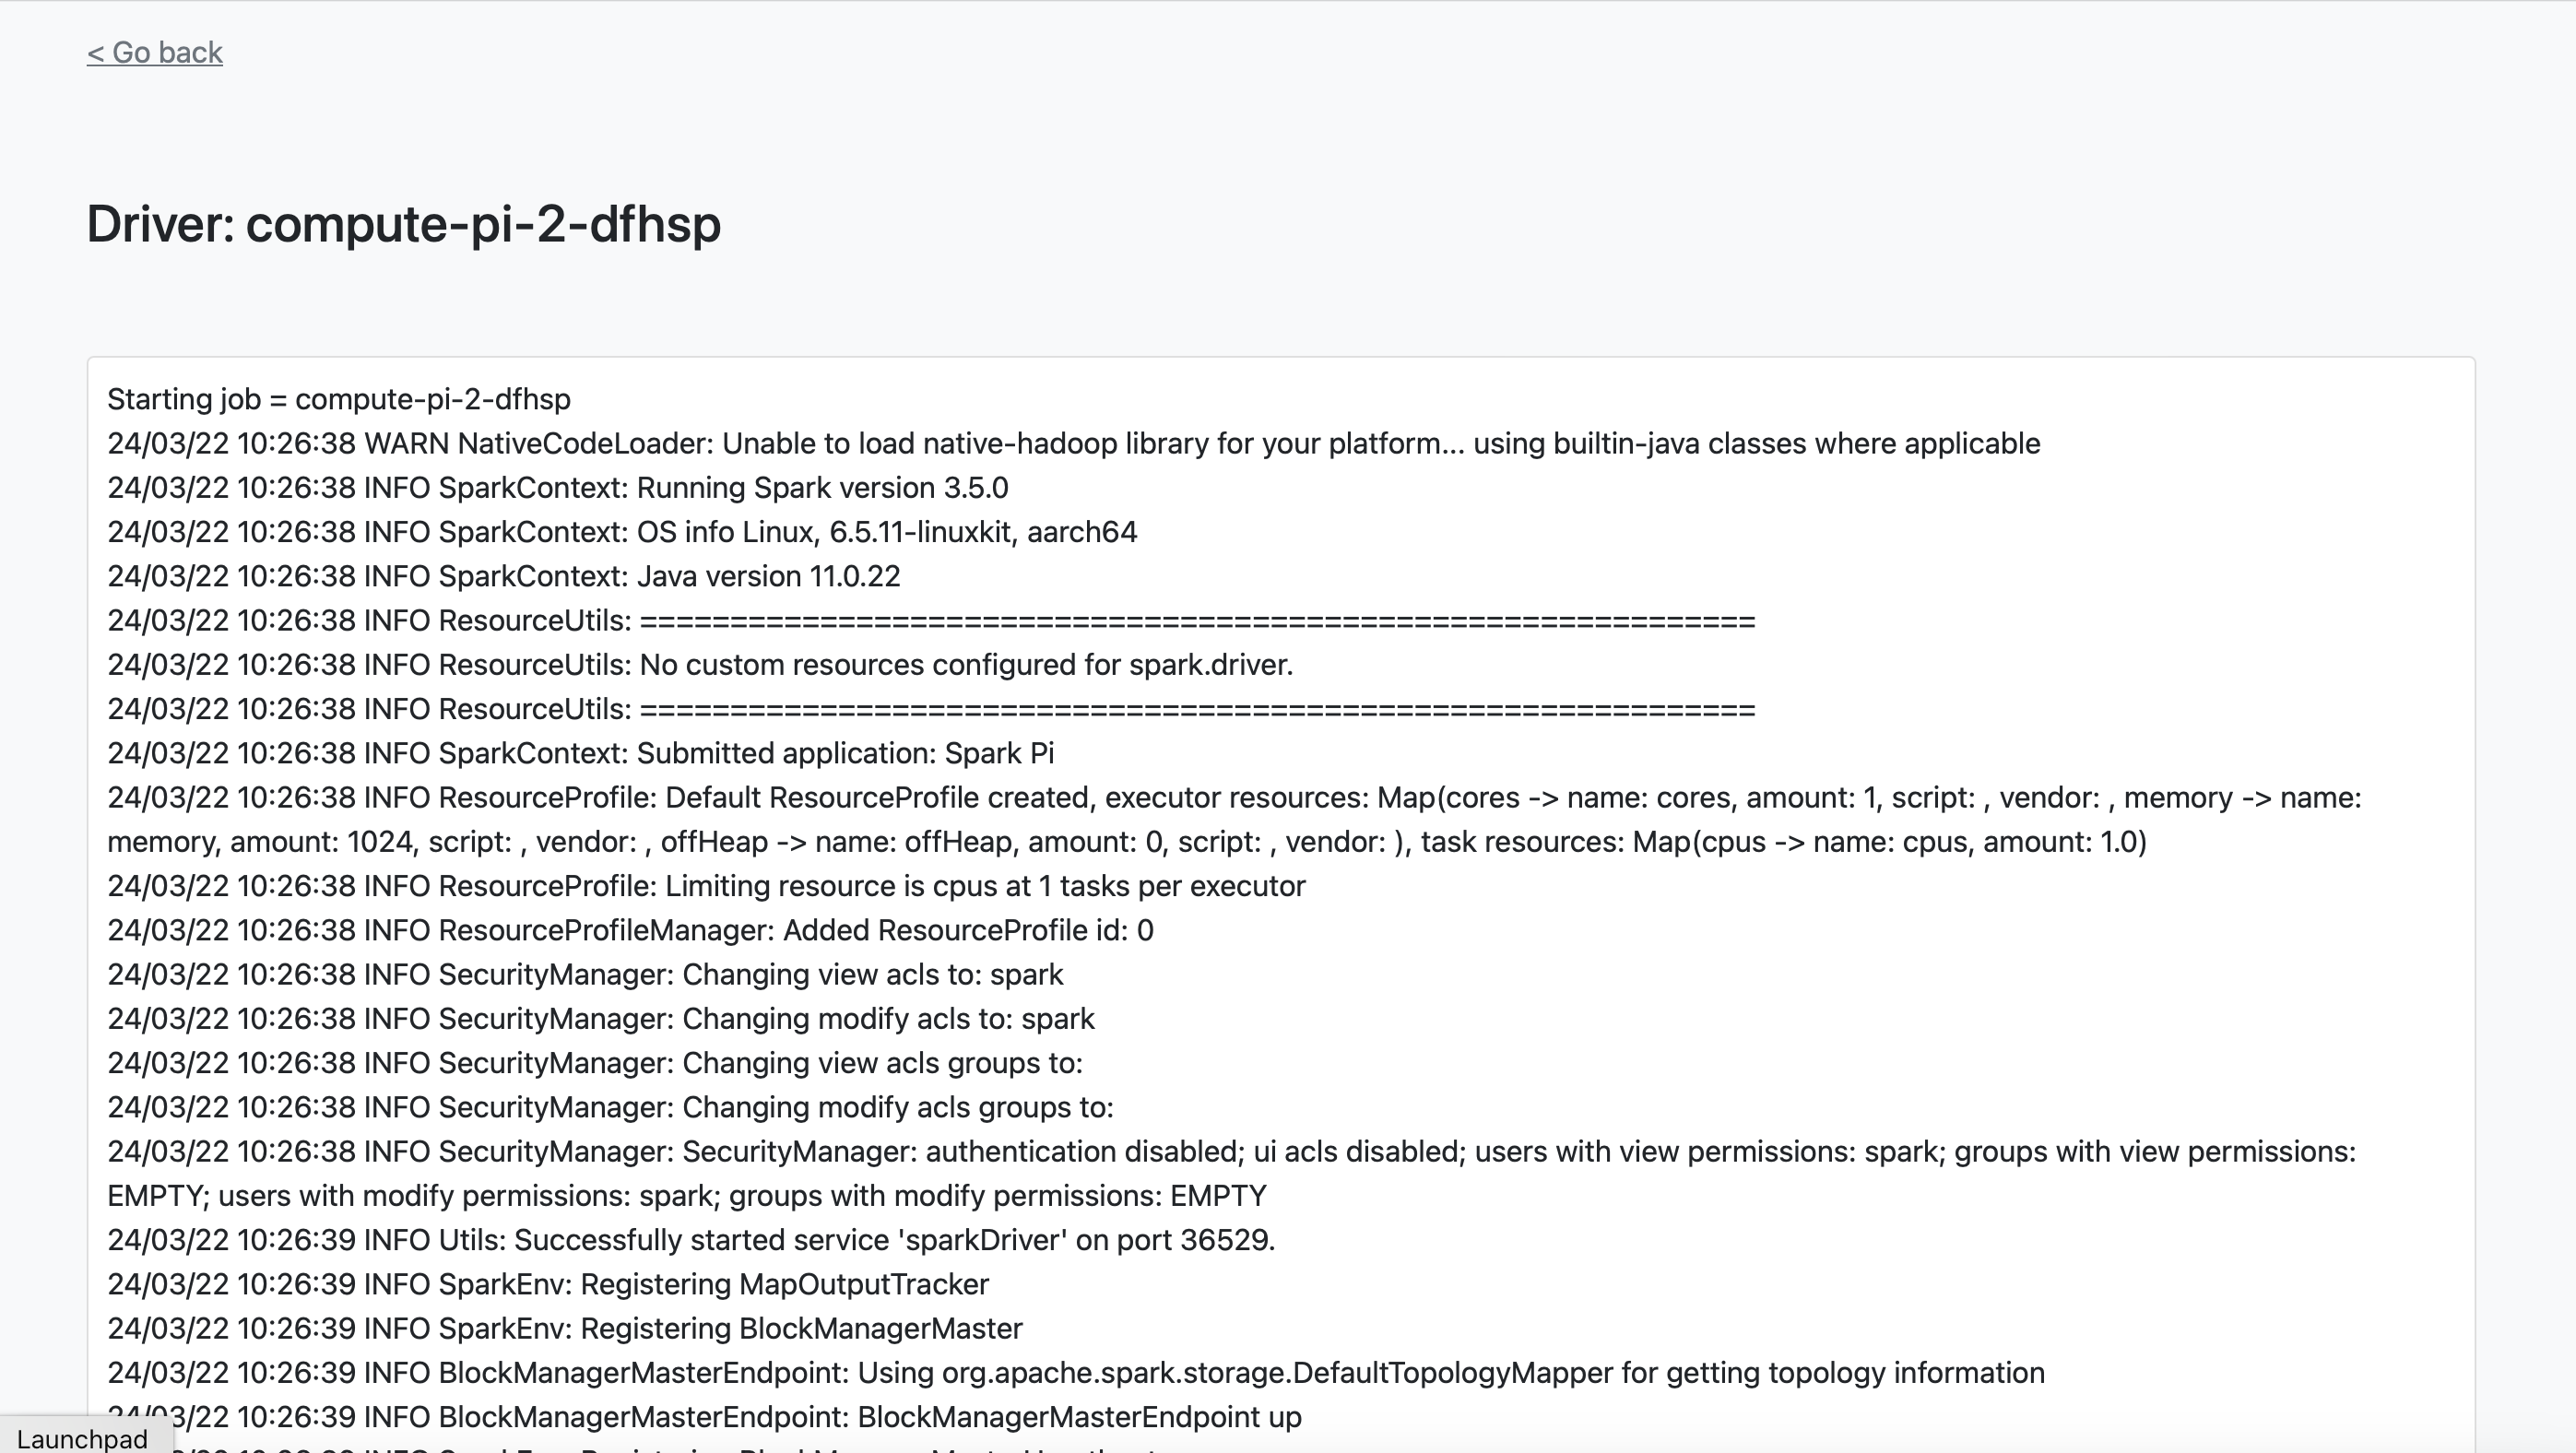 < Go back
Driver: compute-pi-2-dfhsp
Starting job = compute-pi-2-dfhsp
24/03/22 10:26:38 WARN NativeCodeLoader: Unable to load native-hadoop library for your platform... using builtin-java classes where applicable
24/03/22 10:26:38 INFO SparkContext: Running Spark version 3.5.0
24/03/22 10:26:38 INFO SparkContext: OS info Linux, 6.5.11-linuxkit, aarch64
24/03/22 10:26:38 INFO SparkContext: Java version 11.0.22
24/03/22 10:26:38 INFO ResourceUtils: ==============================================================
24/03/22 10:26:38 INFO ResourceUtils: No custom resources configured for spark.driver.
24/03/22 10:26:38 INFO ResourceUtils: ==============================================================
24/03/22 10:26:38 INFO SparkContext: Submitted application: Spark Pi
24/03/22 10:26:38 INFO ResourceProfile: Default ResourceProfile created, executor resources: Map(cores -> name: cores, amount: 1, script: , vendor: , memory -> name:
memory, amount: 1024, script: , vendor: , offHeap -> name: offHeap, amount: 0, script: , vendor: ), task resources: Map(cpus -> name: cpus, amount: 1.0)
24/03/22 10:26:38 INFO ResourceProfile: Limiting resource is cpus at 1 tasks per executor
24/03/22 10:26:38 INFO ResourceProfileManager: Added ResourceProfile id: 0
24/03/22 10:26:38 INFO SecurityManager: Changing view acls to: spark
24/03/22 10:26:38 INFO SecurityManager: Changing modify acls to: spark
24/03/22 10:26:38 INFO SecurityManager: Changing view acls groups to:
24/03/22 10:26:38 INFO SecurityManager: Changing modify acls groups to:
24/03/22 10:26:38 INFO SecurityManager: SecurityManager: authentication disabled; ui acls disabled; users with view permissions: spark; groups with view permissions:
EMPTY; users with modify permissions: spark; groups with modify permissions: EMPTY
24/03/22 10:26:39 INFO Utils: Successfully started service 'sparkDriver' on port 36529.
24/03/22 10:26:39 INFO SparkEnv: Registering MapOutputTracker
24/03/22 10:26:39 INFO SparkEnv: Registering BlockManagerMaster
24/03/22 10:26:39 INFO BlockManagerMasterEndpoint: Using org.apache.spark.storage.DefaultTopologyMapper for getting topology information
24/03/22 10:26:39 INFO BlockManagerMasterEndpoint: BlockManagerMasterEndpoint up
Launchpad